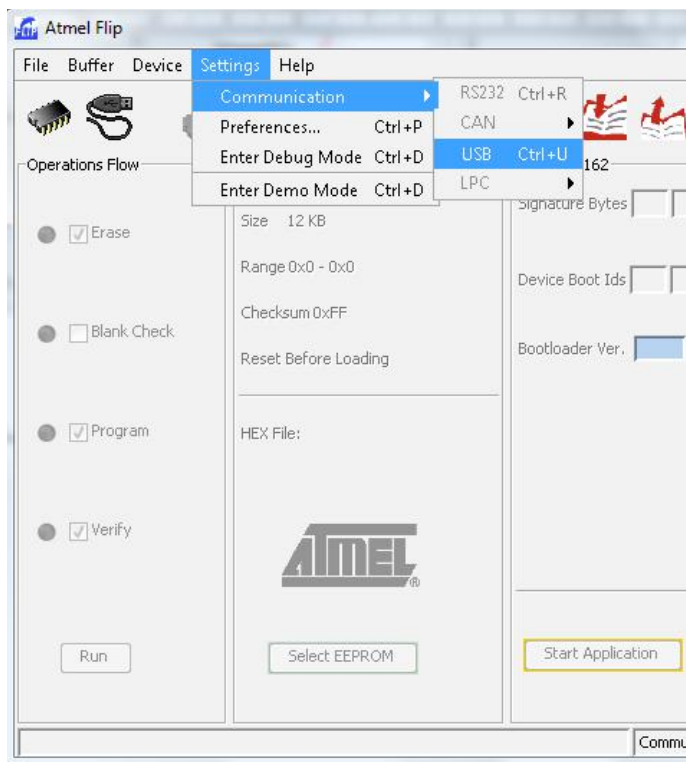 Atmel Flip
File Buffer Device Settings Help
Communication
Preferences... Ctrl+P
Enter Debug Mode Ctrl+D
Enter Demo Mode Ctrl+D
RS232 Ctrl+R
CAN
USB Ctrl+U
LPC
Operations Flow
Erase
Blank Check
Program
Verify
Run
Size 12 KB
Range 0x0 - 0x0
Checksum 0xFF
Reset Before Loading
HEX File:
ATMEL
®
Select EEPROM
162
Signature Bytes
Device Boot Ids
Bootloader Ver.
Start Application
Commu